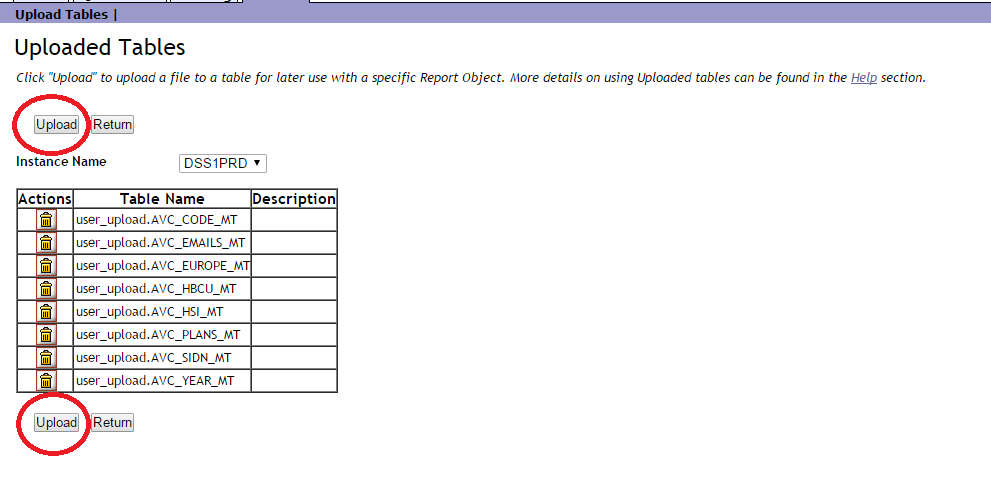 Upload Tables |
Uploaded Tables
Click "Upload" to upload a file to a table for later use with a specific Report Object. More details on using Uploaded tables can be found in the Help section.
Upload Return
Instance Name DSS1PRD
Actions Table Name Description
user_upload.AVC_CODE_MT
user_upload.AVC_EMAILS_MT
user_upload.AVC_EUROPE_MT
user_upload.AVC_HBCU_MT
user_upload.AVC_HSI_MT
user_upload.AVC_PLANS_MT
user_upload.AVC_SIDN_MT
user_upload.AVC_YEAR_MT
Upload Return